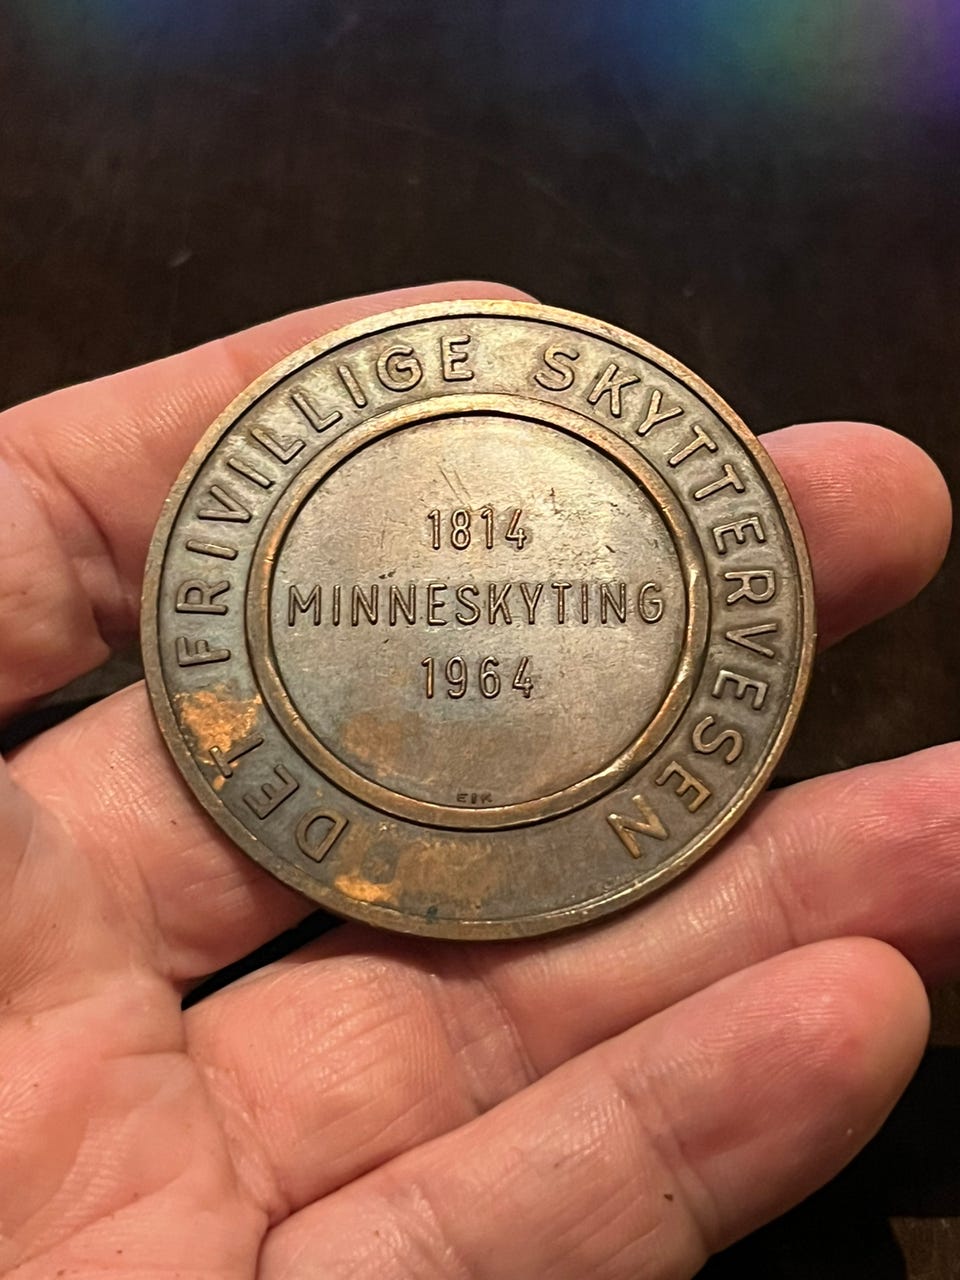 DET FRIVILLIGE SKYTTERVESEN
1814
MINNESKYTING
1964
EIK